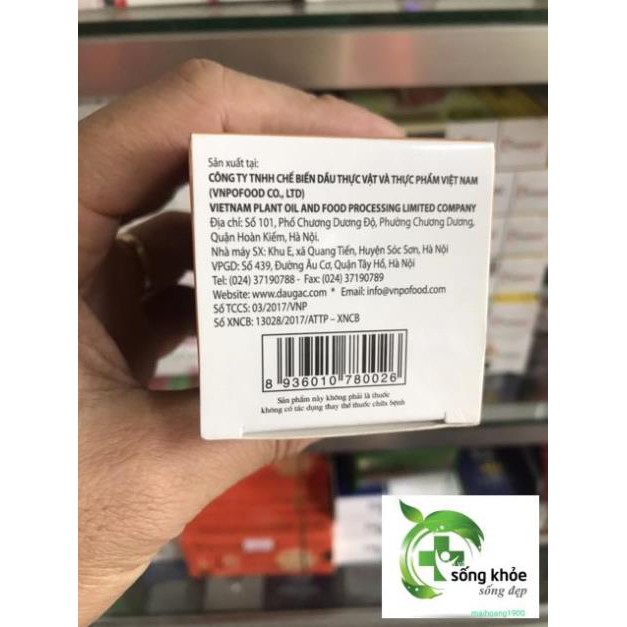 Sản xuất tại:
CÔNG TY TNHH CHẾ BIẾN DẦU THỰC VẬT VÀ THỰC PHẨM VIỆT NAM
(VNPOFOOD CO., LTD)
VIETNAM PLANT OIL AND FOOD PROCESSING LIMITED COMPANY
Địa chỉ: Số 101, Phố Chương Dương Độ, Phường Chương Dương,
Quận Hoàn Kiếm, Hà Nội.
Nhà máy SX: Khu E, xã Quang Tiến, Huyện Sóc Sơn, Hà Nội
VPGD: Số 439, Đường Âu Cơ, Quận Tây Hồ, Hà Nội
Tel: (024) 37190788 - Fax: (024) 37190789
Website: www.daugac.com * Email: info@vnpofood.com
Số TCCS: 03/2017/VNP
Số XNCB: 13028/2017/ATTP – XNCB
8 936010 780026
Sản phẩm này không phải là thuốc
không có tác dụng thay thế thuốc chữa bệnh
sống khỏe
sống đẹp
maihoang1900